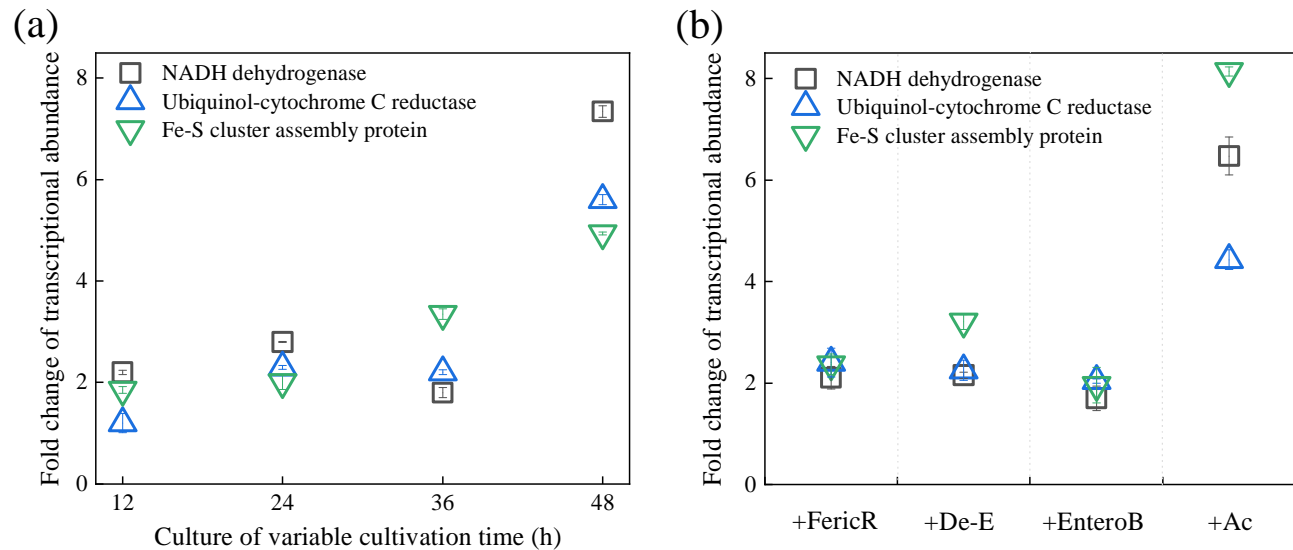 (a)
Fold change of transcriptional abundance
8
6
4
2
0
NADH dehydrogenase
Ubiquinol-cytochrome C reductase
Fe-S cluster assembly protein
12 24 36 48
Culture of variable cultivation time (h)
(b)
Fold change of transcriptional abundance
8
6
4
2
0
NADH dehydrogenase
Ubiquinol-cytochrome C reductase
Fe-S cluster assembly protein
+FericR +De-E +EnteroB +Ac